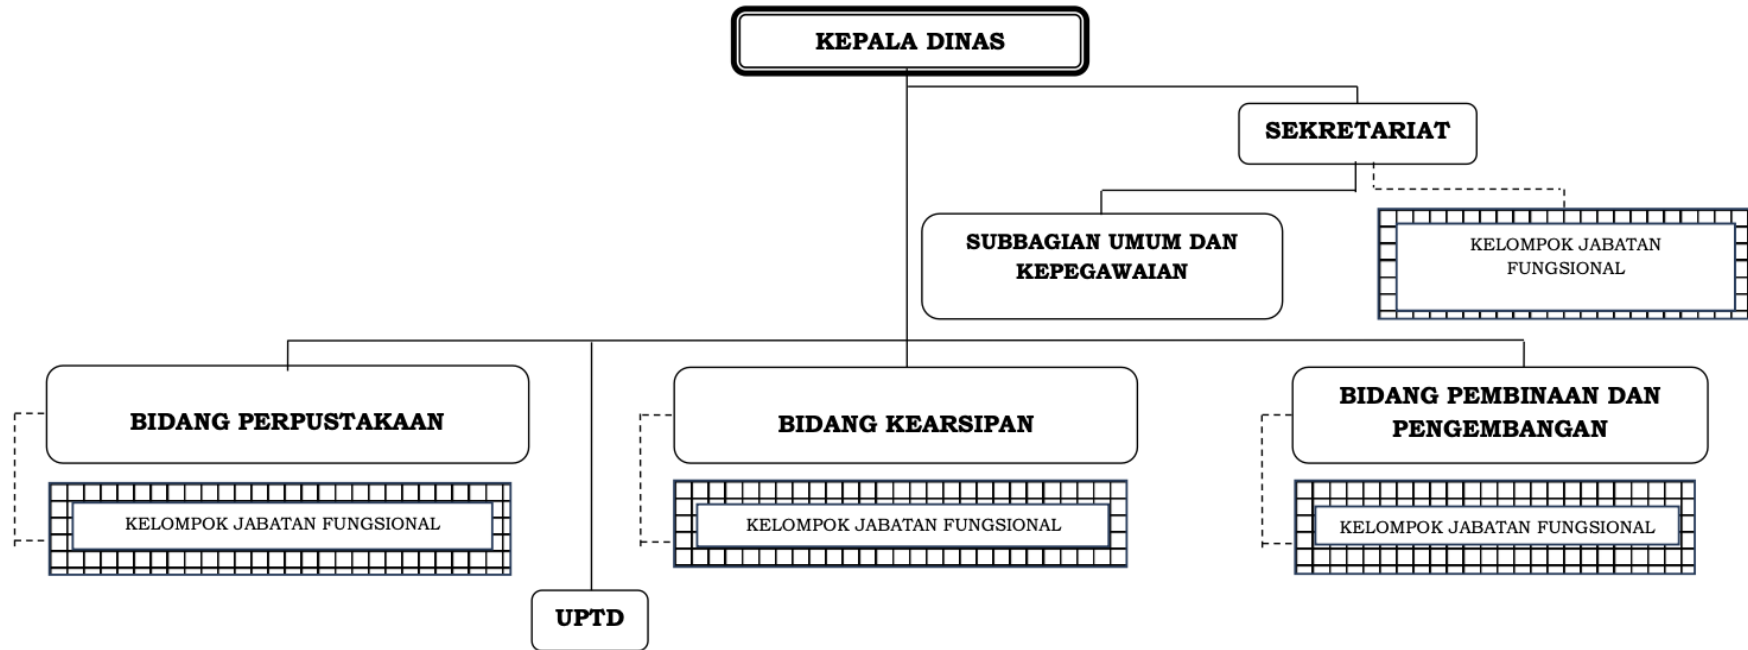 KEPALA DINAS
SEKRETARIAT
SUBBAGIAN UMUM DAN
KEPEGAWAIAN
KELOMPOK JABATAN
FUNGSIONAL
BIDANG PERPUSTAKAAN
BIDANG KEARSIPAN
BIDANG PEMBINAAN DAN
PENGEMBANGAN
KELOMPOK JABATAN FUNGSIONAL
KELOMPOK JABATAN FUNGSIONAL
KELOMPOK JABATAN FUNGSIONAL
UPTD